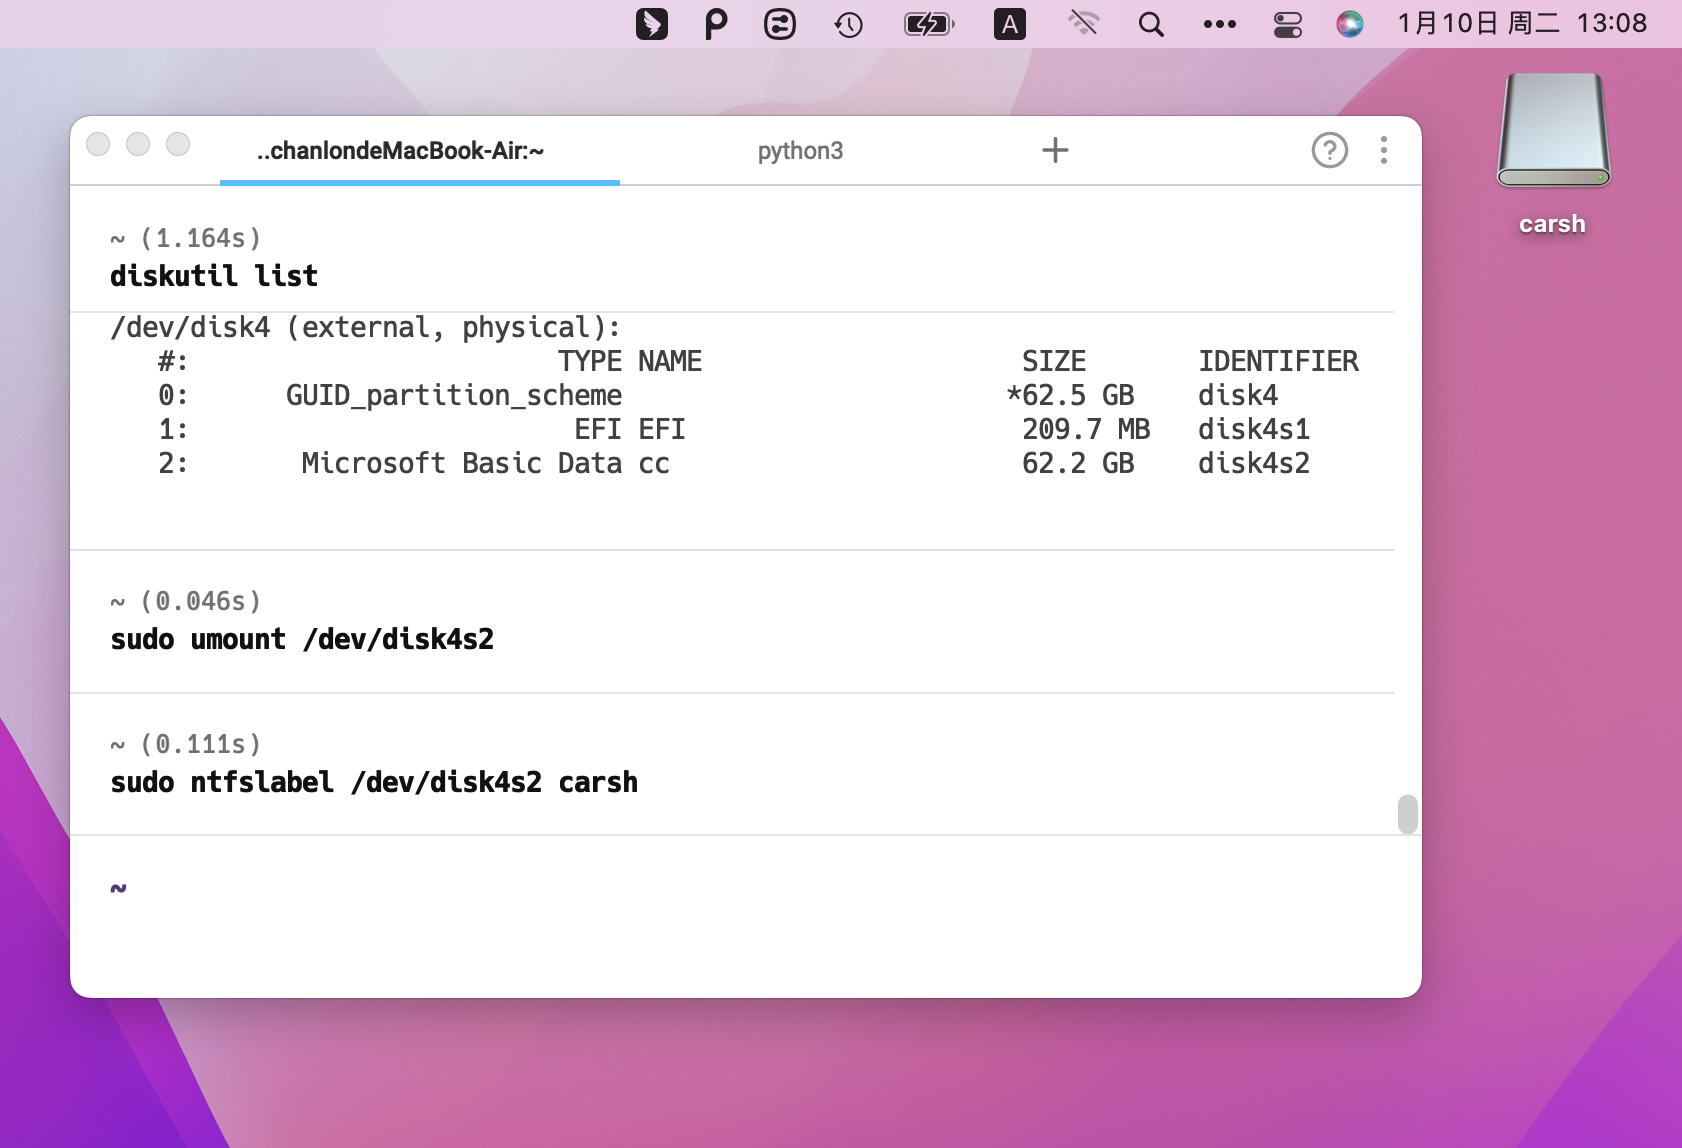 A
1月10日 周二 13:08
..chanlondeMacBook-Air:~
python3
carsh
~ (1.164s)
diskutil list
/dev/disk4 (external, physical):
#: TYPE NAME SIZE IDENTIFIER
0: GUID_partition_scheme *62.5 GB disk4
1: EFI EFI 209.7 MB disk4s1
2: Microsoft Basic Data cc 62.2 GB disk4s2
~ (0.046s)
sudo umount /dev/disk4s2
~ (0.111s)
sudo ntfslabel /dev/disk4s2 carsh
~